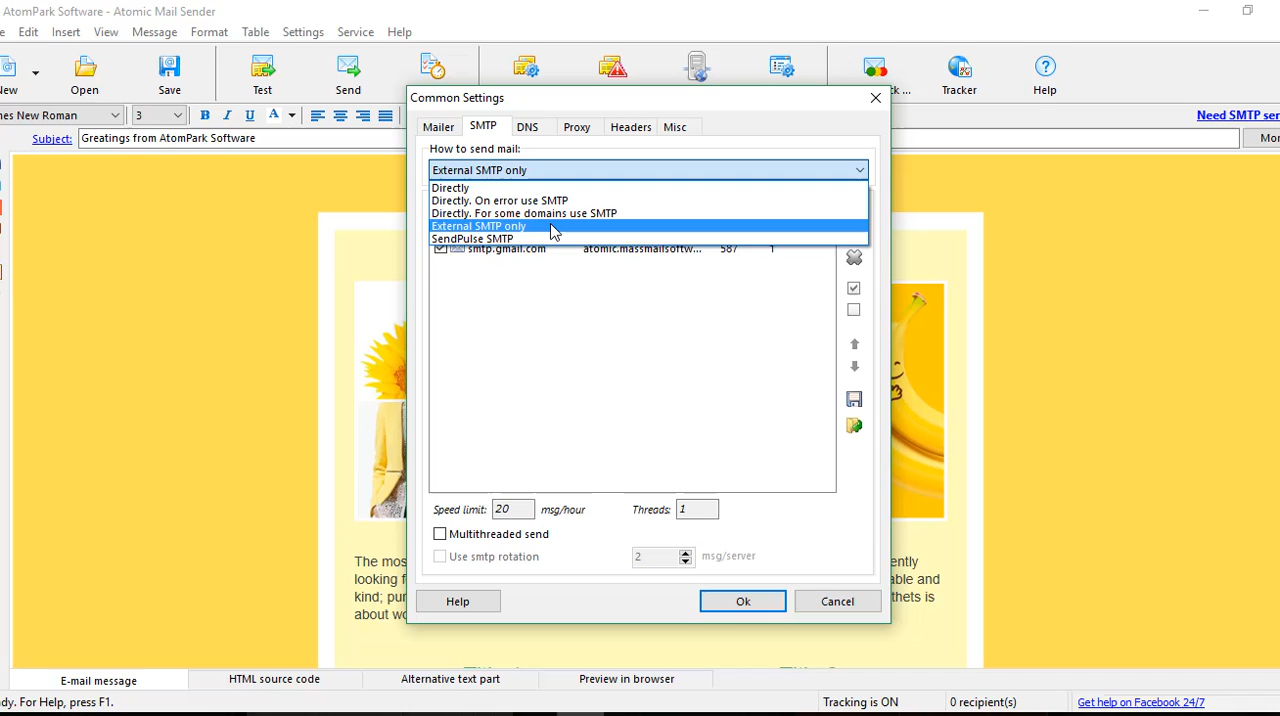 AtomPark Software - Atomic Mail Sender
Edit Insert View Message Format Table Settings Service Help
Open Save Test Send Tracker Help
3 B I U A
Need SMTP ser
Subject: Greetings from AtomPark Software
Common Settings
Mailer SMTP DNS Proxy Headers Misc
How to send mail:
External SMTP only
Directly
Directly. On error use SMTP
Directly. For some domains use SMTP
External SMTP only
SendPulse SMTP
smtp.gmail.com atomic.massmailsoftw... 587 1
Speed limit: 20 msg/hour Threads: 1
Multithreaded send
Use smtp rotation 2 msg/server
Help Ok Cancel
The mos
looking f
kind; pur
about wo
ently
able and
thets is
E-mail message HTML source code Alternative text part Preview in browser
dy. For Help, press F1. Tracking is ON 0 recipient(s) Get help on Facebook 24/7